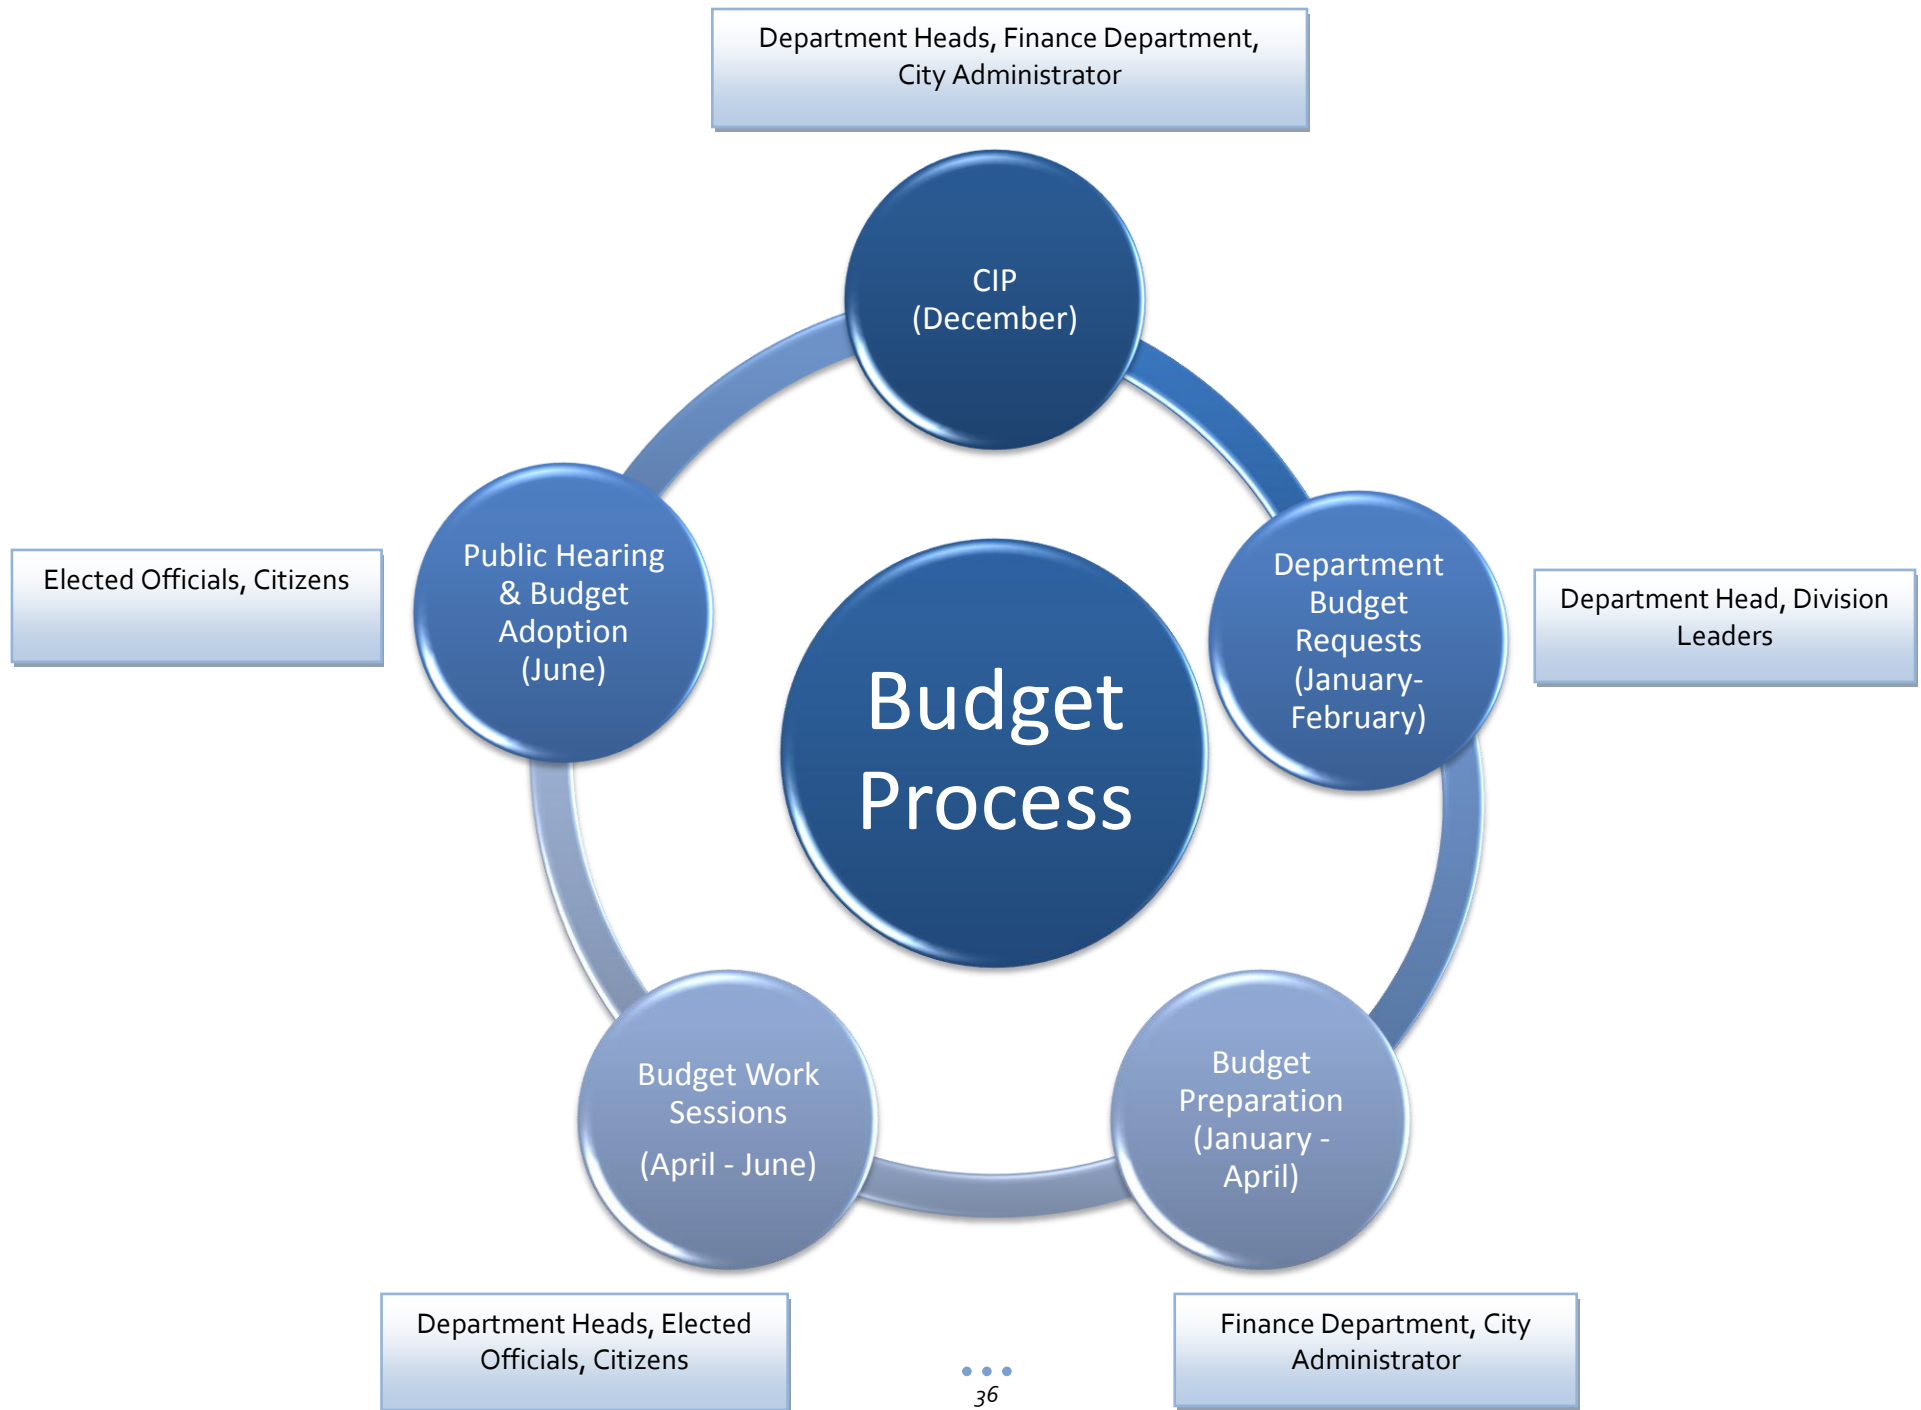 Department Heads, Finance Department,
City Administrator
CIP
(December)
Public Hearing
& Budget
Adoption
(June)
Elected Officials, Citizens
Department
Budget
Requests
(January-
February)
Department Head, Division
Leaders
Budget
Process
Budget Work
Sessions
(April - June)
Budget
Preparation
(January -
April)
Department Heads, Elected
Officials, Citizens
Finance Department, City
Administrator
36